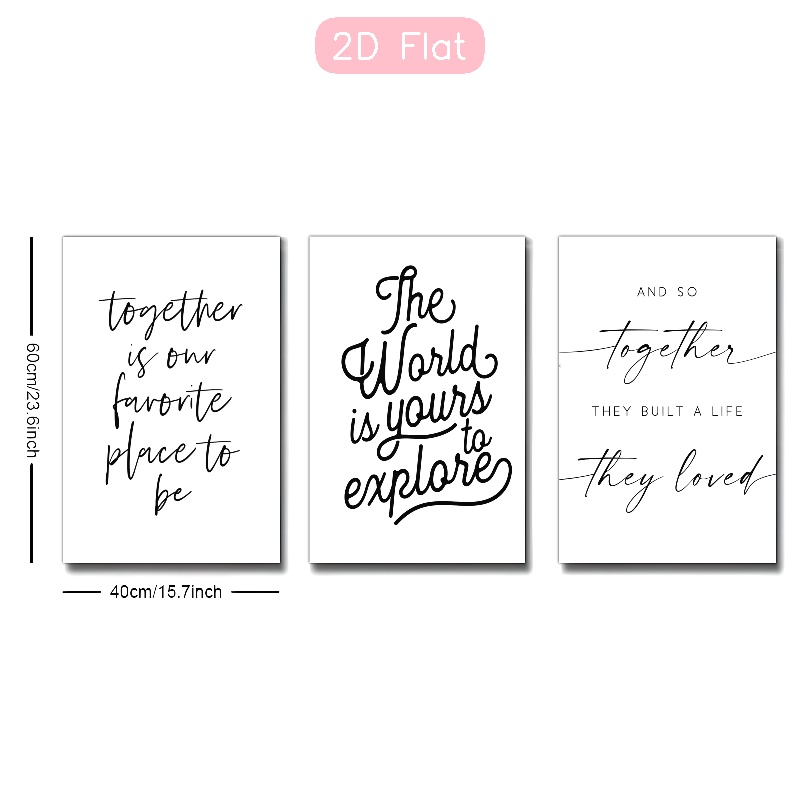 2D Flat
60cm/23.6inch
together
is our
favorite
place to
be
40cm/15.7inch
The
World
is yours
to
explore
AND SO
together
THEY BUILT A LIFE
they loved